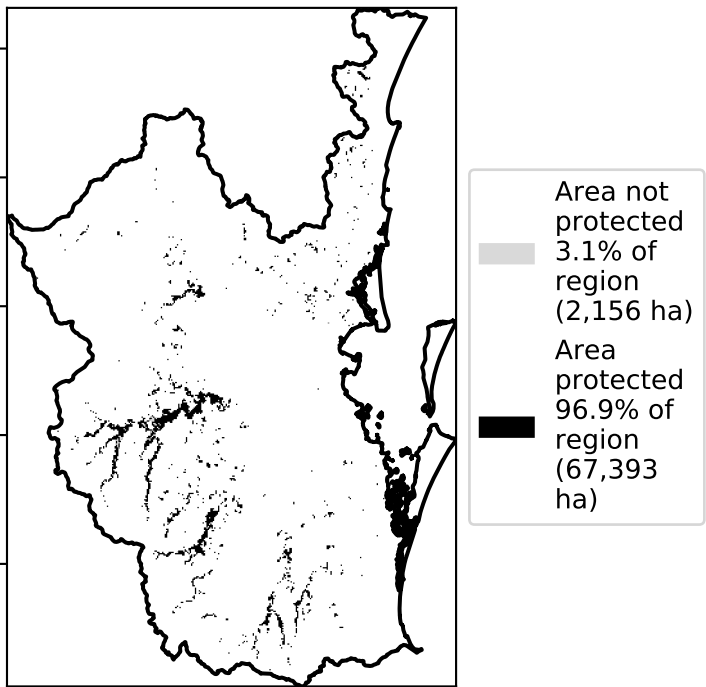 Area not
protected
3.1% of
region
(2,156 ha)
Area
protected
96.9% of
region
(67,393
ha)